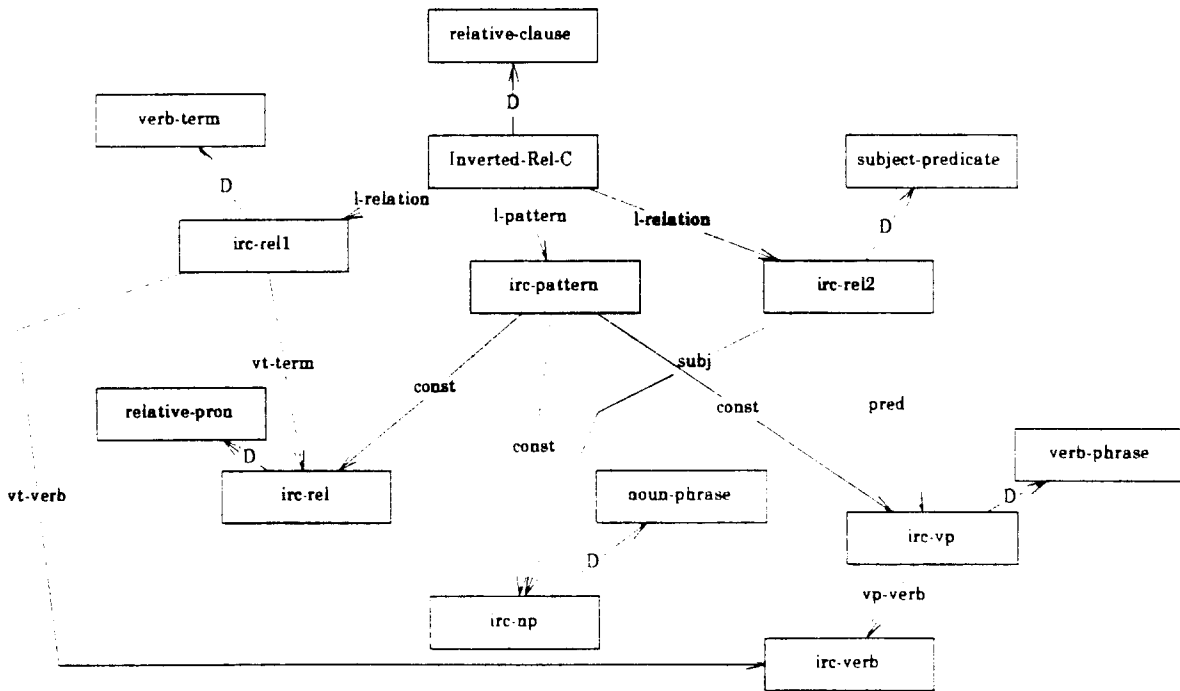 relative-clause
verb-term
D
Inverted-Rel-C
subject-predicate
D
l-relation
l-pattern
l-relation
D
irc-rel1
irc-pattern
irc-rel2
vt-term
subj
const
relative-pron
const
pred
const
D
verb-phrase
vt-verb
irc-rel
noun-phrase
D
irc-vp
D
vp-verb
irc-np
irc-verb